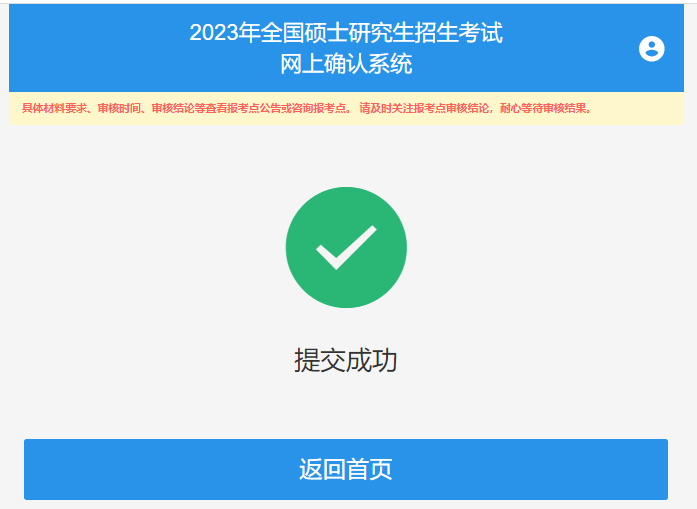 2023年全国硕士研究生招生考试
网上确认系统
具体材料要求、审核时间、审核结论等查看报考点公告或咨询报考点。 请及时关注报考点审核结论，耐心等待审核结果。
提交成功
返回首页